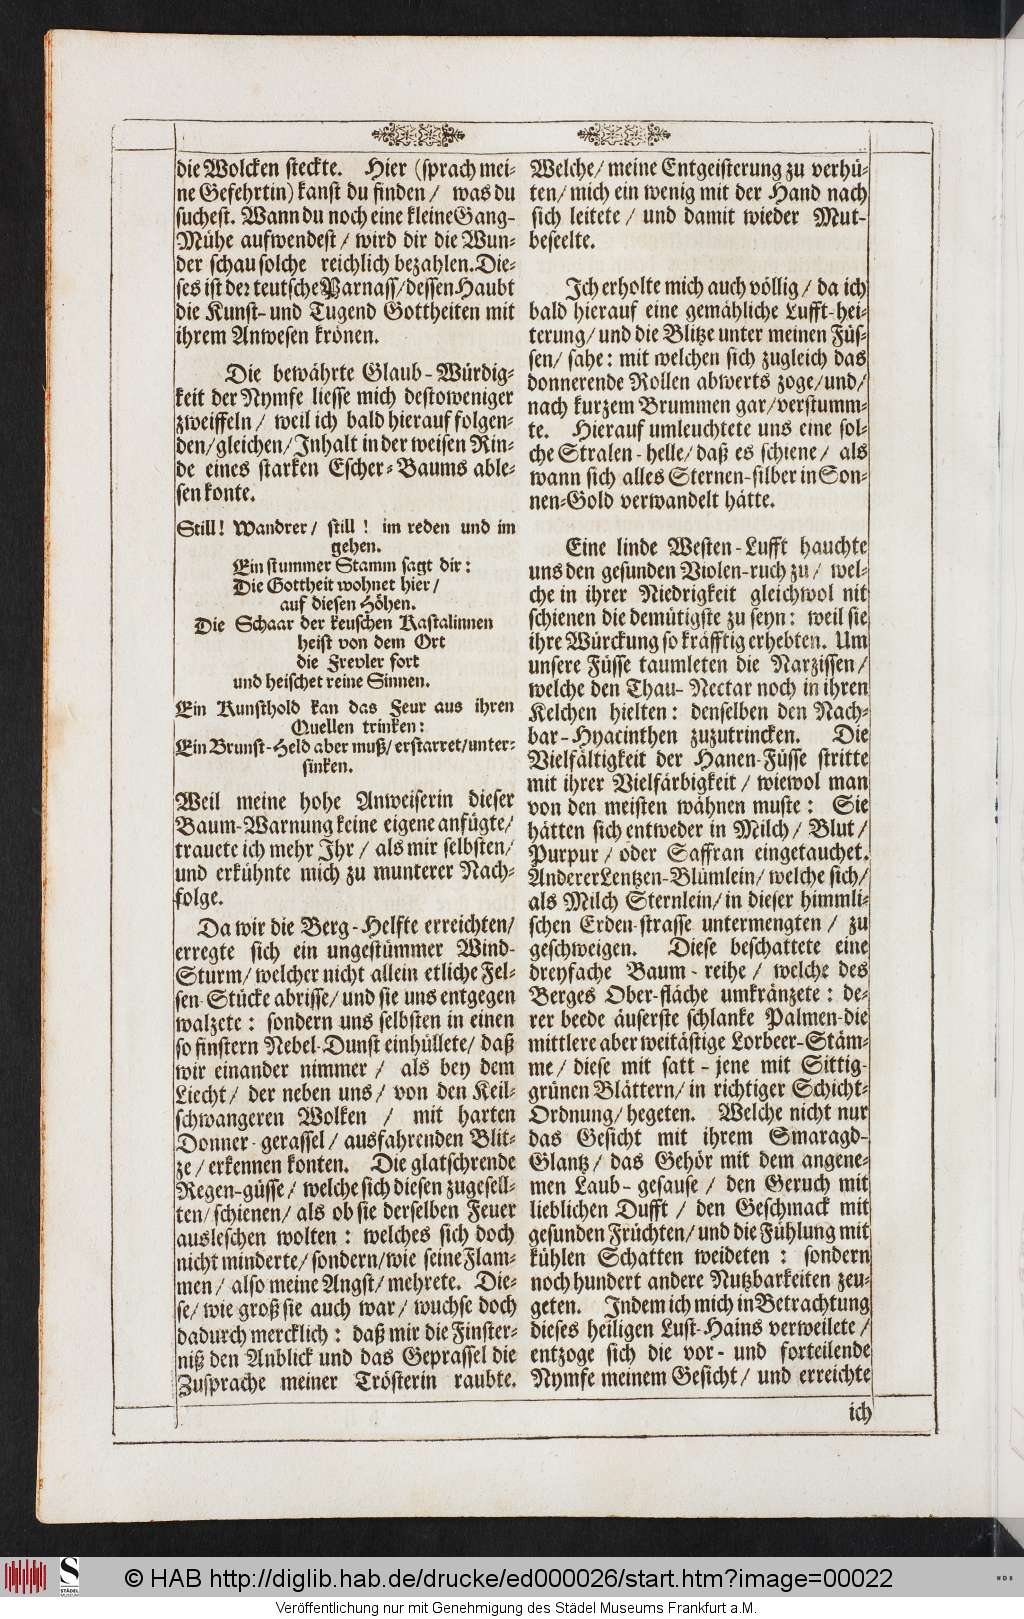 die Wolcken steckte. Hier (sprach mei-
ne Gefehrtin) kanst du finden / was du
suchest. Wann du noch eine kleine Gang-
Mühe aufwendest / wird dir die Wun-
der schau solche reichlich bezahlen. Die-
ses ist der teutsche Parnass / dessen Haubt
die Kunst- und Tugend Gottheiten mit
ihrem Anwesen krönen.
Die bewährte Glaub-Würdig-
keit der Nymfe liesse mich destoweniger
zweiffeln / weil ich bald hierauf folgen-
den / gleichen / Inhalt in der weisen Rin-
de eines starken Escher-Baums able-
sen konte.
Still! Wandrer / still! im reden und im
gehen.
Ein stummer Stamm sagt dir:
Die Gottheit wohnet hier /
auf diesen Höhen.
Die Schaar der keuschen Kastalinnen
heist von dem Ort
die Frevler fort
und heischet reine Sinnen.
Ein Kunsthold kan das Feur aus ihren
Quellen trinken:
Ein Brunst-Held aber muß / erstarret / unter-
sinken.
Weil meine hohe Anweiserin dieser
Baum-Warnung keine eigene anfügte /
trauete ich mehr Ihr / als mir selbsten /
und erkühnte mich zu munterer Nach-
folge.
Da wir die Berg-Helfte erreichten /
erregte sich ein ungestümmer Wind-
Sturm / welcher nicht allein etliche Fel-
sen-Stücke abrisse / und sie uns entgegen
walzete: sondern uns selbsten in einen
so finstern Nebel-Dunst einhüllete / daß
wir einander nimmer / als bey dem
Liecht / der neben uns / von den Keil-
schwangeren Wolken / mit harten
Donner-gerassel / ausfahrenden Blit-
ze / erkennen konten. Die glatschrende
Regen-güsse / welche sich diesen zugesell-
ten / schienen / als ob sie derselben Feuer
ausleschen wolten: welches sich doch
nicht minderte / sondern / wie seine Flam-
men / also meine Angst / mehrete. Die-
se / wie groß sie auch war / wuchse doch
dadurch mercklich: daß mir die Finster-
niß den Anblick und das Geprassel die
Zusprache meiner Trösterin raubte.
Welche / meine Entgeisterung zu verhü-
ten / mich ein wenig mit der Hand nach
sich leitete / und damit wieder Mut-
beseelte.
Ich erholte mich auch völlig / da ich
bald hierauf eine gemähliche Lufft-hei-
terung / und die Blitze unter meinen Füs-
sen / sahe: mit welchen sich zugleich das
donnerende Rollen abwerts zoge / und /
nach kurzem Brummen gar / verstumm-
te. Hierauf umleuchtete uns eine sol-
che Stralen-helle / daß es schiene / als
wann sich alles Sternen-silber in Son-
nen-Gold verwandelt hätte.
Eine linde Westen-Lufft hauchte
uns den gesunden Violen-ruch zu / wel-
che in ihrer Niedrigkeit gleichwol nit
schienen die demütigste zu seyn: weil sie
ihre Würckung so kräfftig erhebten. Um
unsere Füsse taumleten die Narzissen /
welche den Thau-Nectar noch in ihren
Kelchen hielten: denselben den Nach-
bar-Hyacinthen zuzutrincken. Die
Vielfältigkeit der Hanen-Füsse stritte
mit ihrer Vielfärbigkeit / wiewol man
von den meisten wähnen muste: Sie
hätten sich entweder in Milch / Blut /
Purpur / oder Saffran eingetauchet.
Anderer Lentzen-Blümlein / welche sich /
als Milch Sternlein / in dieser himmli-
schen Erden-strasse untermengten / zu
geschweigen. Diese beschattete eine
dreyfache Baum-reihe / welche des
Berges Ober-fläche umkränzete: de-
rer beede äuserste schlanke Palmen-die
mittlere aber weitästige Lorbeer-Stäm-
me / diese mit satt-jene mit Sittig-
grünen Blättern / in richtiger Schicht-
Ordnung / hegeten. Welche nicht nur
das Gesicht mit ihrem Smaragd-
Glantz / das Gehör mit dem angene-
men Laub-gesause / den Geruch mit
lieblichen Dufft / den Geschmack mit
gesunden Früchten / und die Fühlung mit
kühlen Schatten weideten: sondern
noch hundert andere Nutzbarkeiten zeu-
geten. Indem ich mich in Betrachtung
dieses heiligen Lust-Hains verweilete /
entzoge sich die vor- und forteilende
Nymfe meinem Gesicht / und erreichte
ich
STÄDEL MUSEUM
© HAB http://diglib.hab.de/drucke/ed000026/start.htm?image=00022
Veröffentlichung nur mit Genehmigung des Städel Museums Frankfurt a.M.